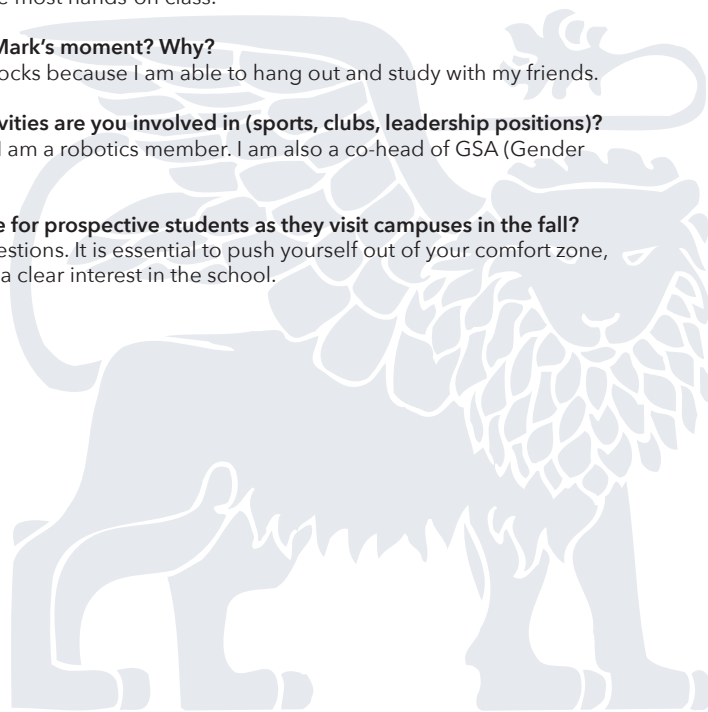 most hands-on class.
Mark's moment? Why?
ocks because I am able to hang out and study with my friends.
vities are you involved in (sports, clubs, leadership positions)?
I am a robotics member. I am also a co-head of GSA (Gender
e for prospective students as they visit campuses in the fall?
estions. It is essential to push yourself out of your comfort zone,
a clear interest in the school.